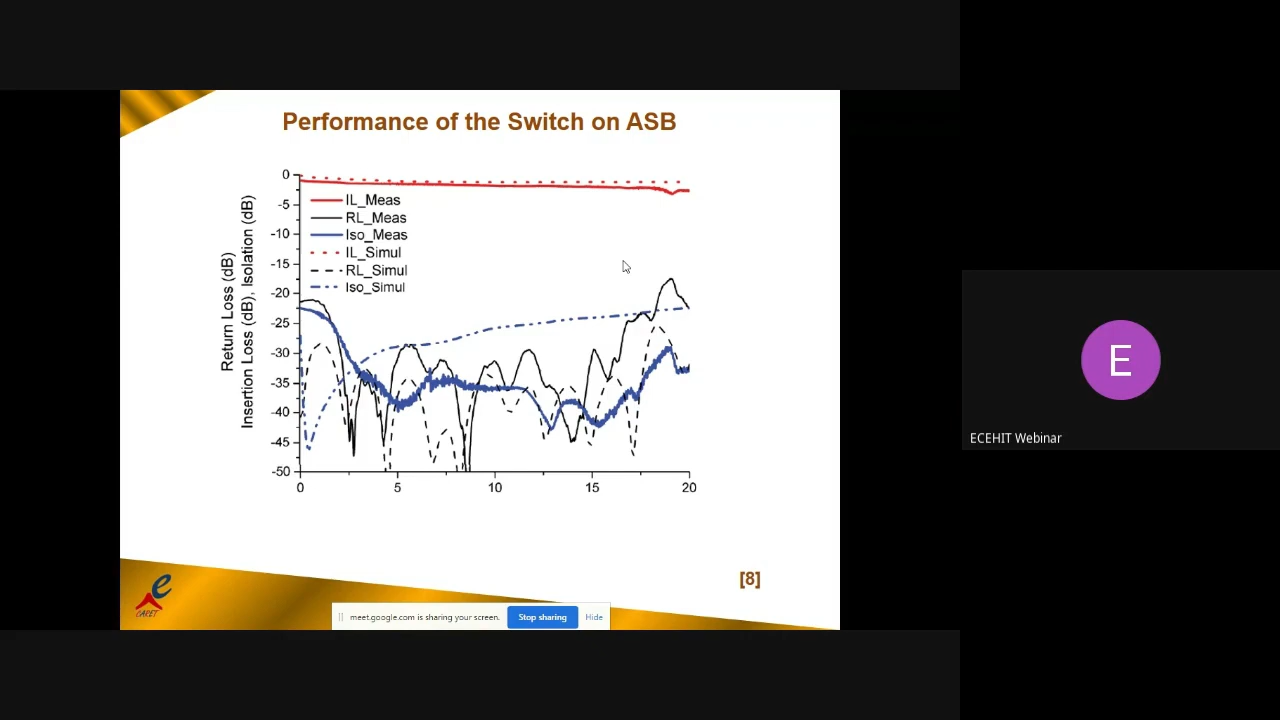 Performance of the Switch on ASB
Return Loss (dB)
Insertion Loss (dB), Isolation (dB)
0
-5
-10
-15
-20
-25
-30
-35
-40
-45
-50
IL_Meas
RL_Meas
Iso_Meas
IL_Simul
RL_Simul
Iso_Simul
0 5 10 15 20
[8]
e
CARET
meet.google.com is sharing your screen. Stop sharing Hide
E
ECEHIT Webinar